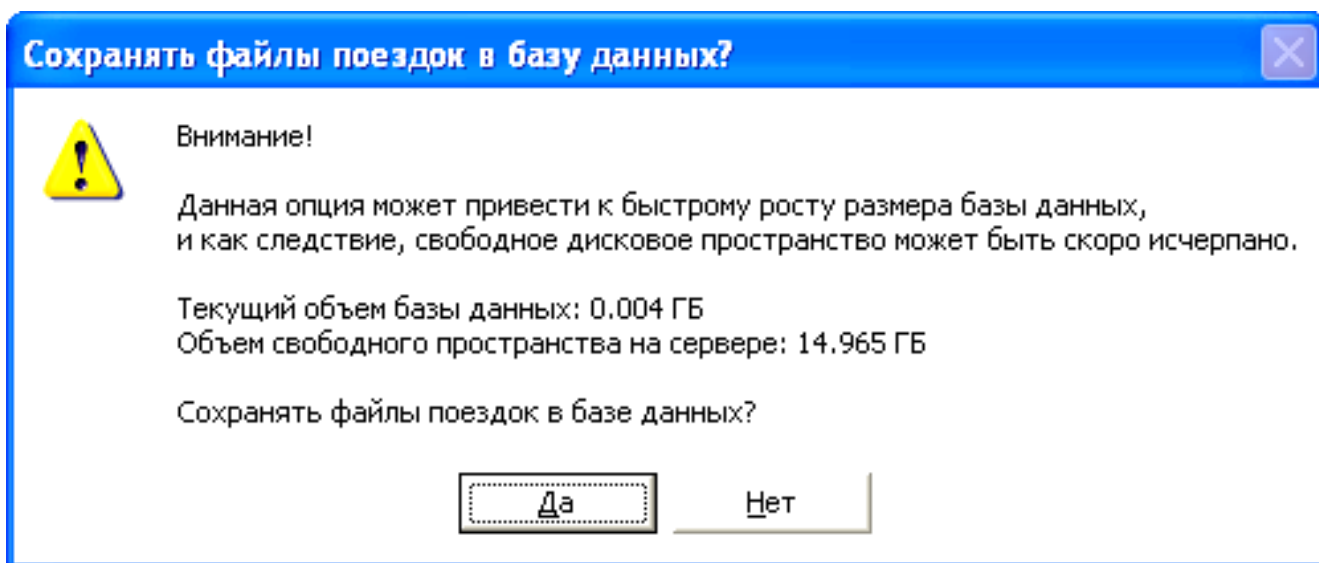 Сохранять файлы поездок в базу данных?
Внимание!
Данная опция может привести к быстрому росту размера базы данных,
и как следствие, свободное дисковое пространство может быть скоро исчерпано.
Текущий объем базы данных: 0.004 ГБ
Объем свободного пространства на сервере: 14.965 ГБ
Сохранять файлы поездок в базе данных?
Да
Нет